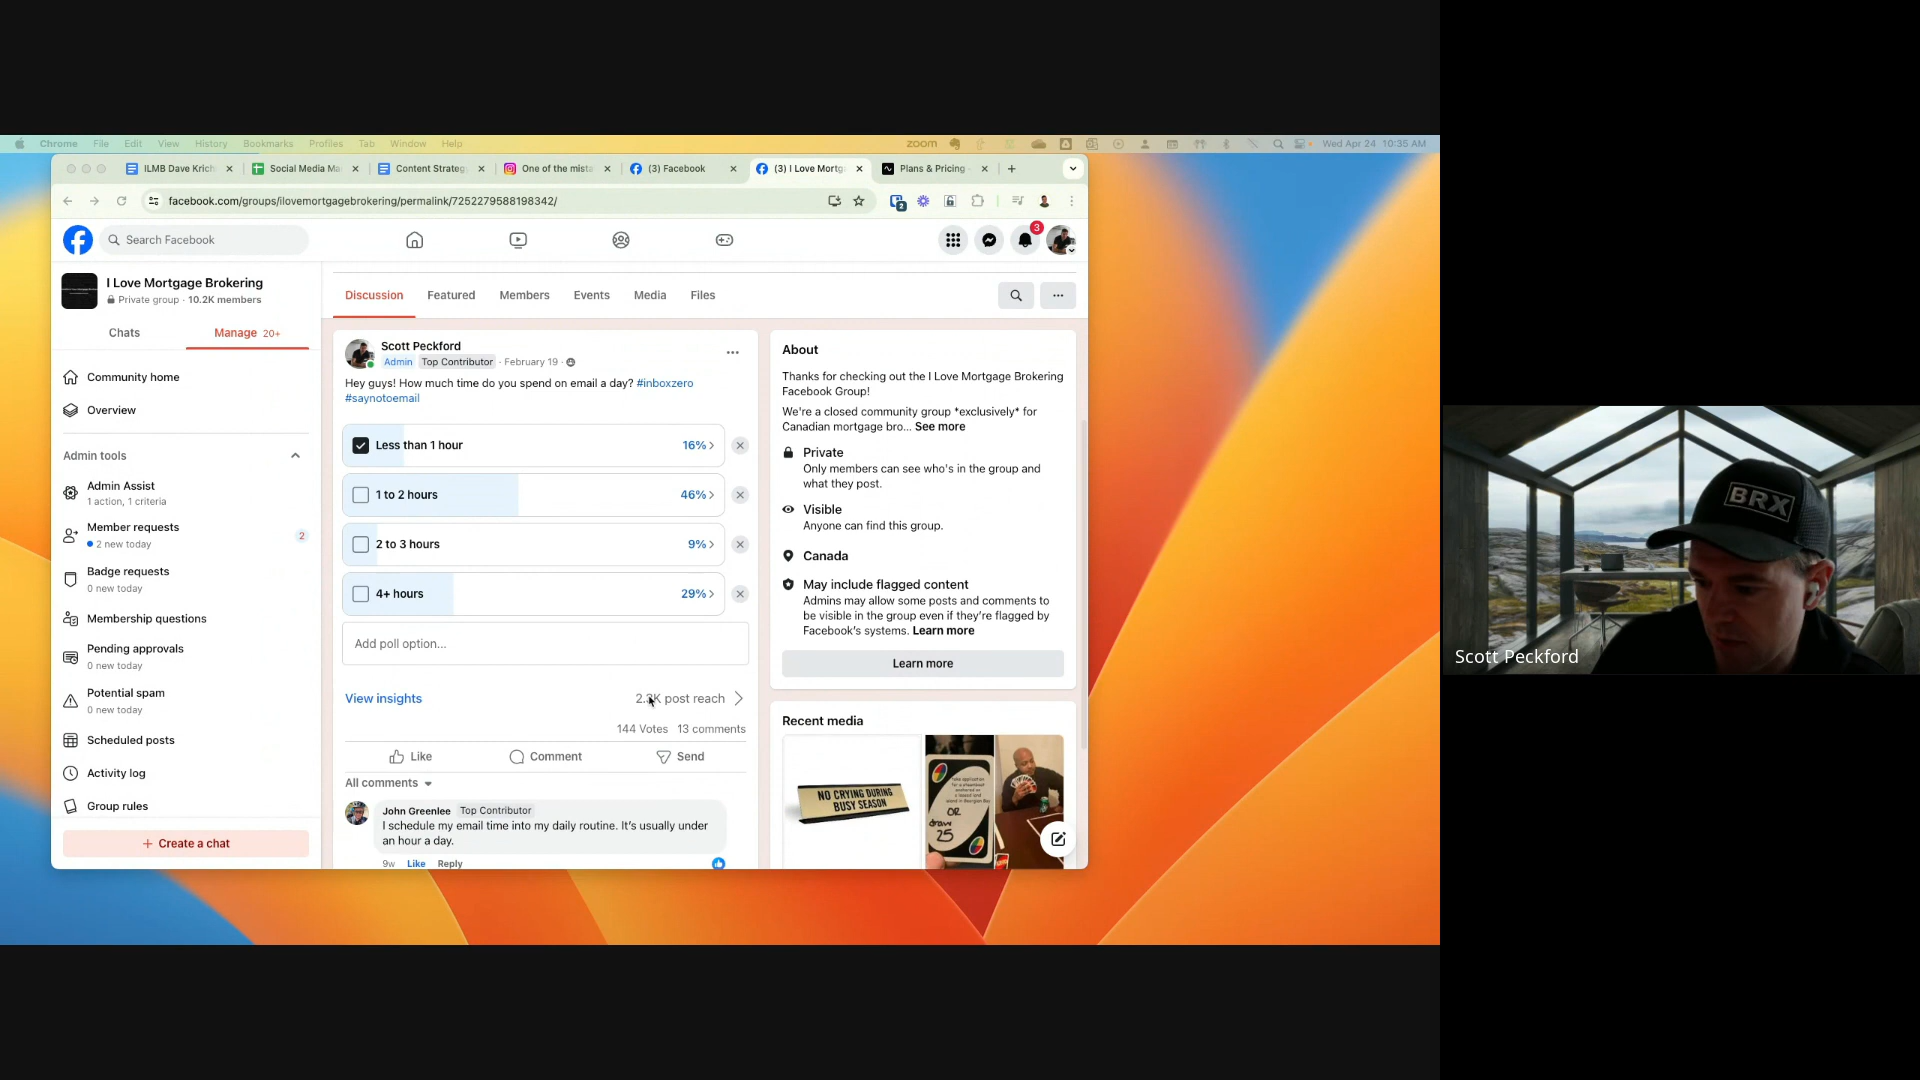 Chrome File Edit View History Bookmarks Profiles Tab Window Help
zoom
Wed Apr 24 10:35 AM
ILMB Dave Krich
Social Media Ma
Content Strateg
One of the mista
(3) Facebook
(3) I Love Mortg
Plans & Pricing
facebook.com/groups/ilovemortgagebrokering/permalink/7252279588198342/
2
Search Facebook
3
I Love Mortgage Brokering
Private group · 10.2K members
Chats
Manage 20+
Community home
Overview
Admin tools
Admin Assist
1 action, 1 criteria
Member requests
2 new today
2
Badge requests
0 new today
Membership questions
Pending approvals
0 new today
Potential spam
0 new today
Scheduled posts
Activity log
Group rules
+ Create a chat
Discussion
Featured
Members
Events
Media
Files
Scott Peckford
Admin Top Contributor · February 19 ·
Hey guys! How much time do you spend on email a day? #inboxzero
#saynotoemail
Less than 1 hour 16%
1 to 2 hours 46%
2 to 3 hours 9%
4+ hours 29%
Add poll option...
View insights
post reach
144 Votes 13 comments
Like
Comment
Send
All comments
John Greenlee Top Contributor
I schedule my email time into my daily routine. It's usually under
an hour a day.
9w Like Reply
About
Thanks for checking out the I Love Mortgage Brokering
Facebook Group!
We're a closed community group *exclusively* for
Canadian mortgage bro... See more
Private
Only members can see who's in the group and
what they post.
Visible
Anyone can find this group.
Canada
May include flagged content
Admins may allow some posts and comments to
be visible in the group even if they're flagged by
Facebook's systems. Learn more
Learn more
Recent media
NO CRYING DURING
BUSY SEASON
OR
draw
25
BRX
Scott Peckford